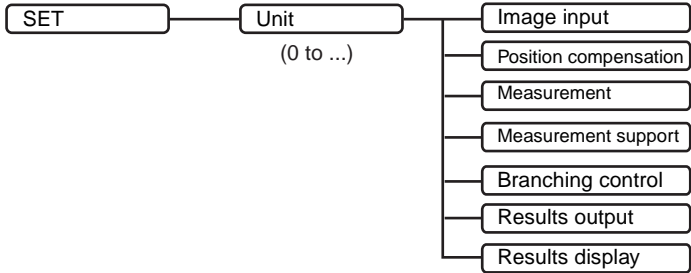 SET
Unit
(0 to ...)
Image input
Position compensation
Measurement
Measurement support
Branching control
Results output
Results display